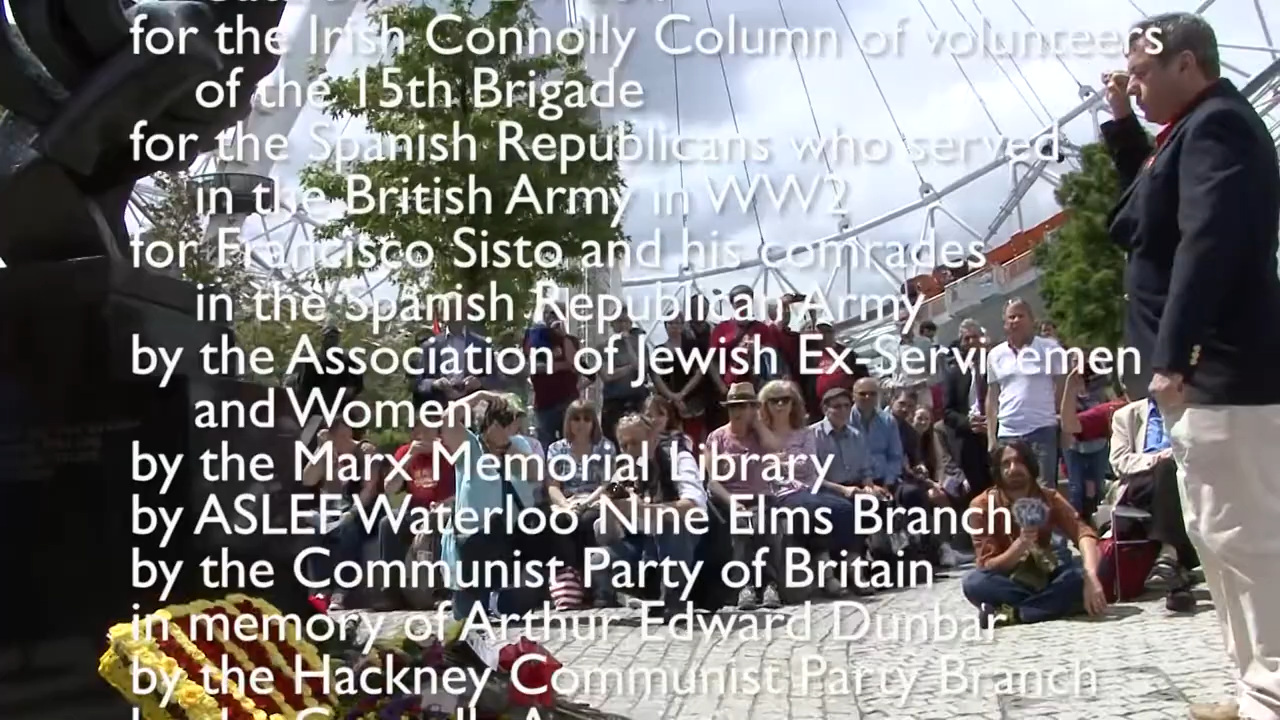 for the Irish Connolly Column of volunteers
of the 15th Brigade
for the Spanish Republicans who served
in the British Army in WW2
for Francisco Sisto and his comrades
in the Spanish Republican Army
by the Association of Jewish Ex-Servicemen
and Women
by the Marx Memorial Library
by ASLEF Waterloo Nine Elms Branch
by the Communist Party of Britain
in memory of Arthur Edward Dunbar
by the Hackney Communist Party Branch